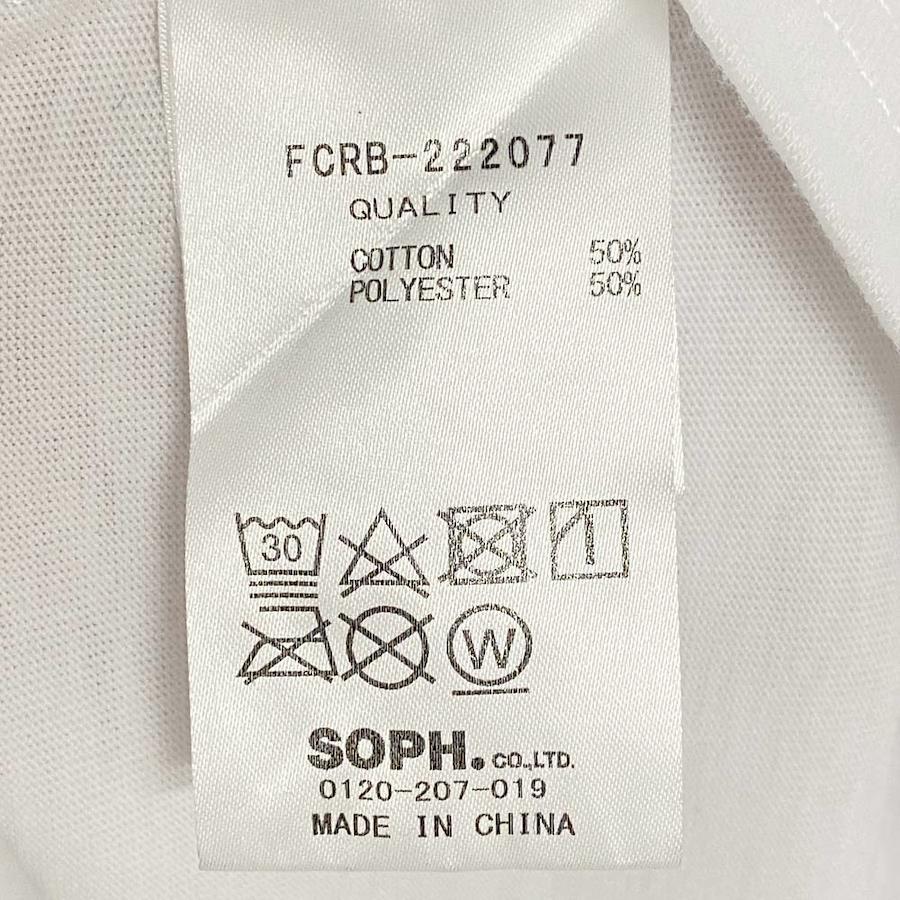 FCRB-222077
QUALITY
COTTON 50%
POLYESTER 50%
30
W
SOPH. CO.,LTD.
0120-207-019
MADE IN CHINA